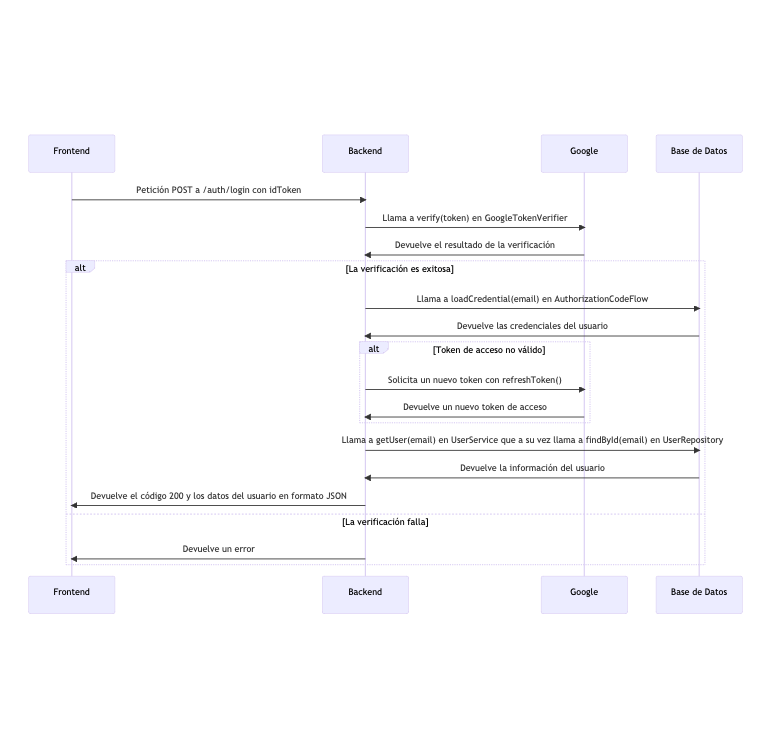 Frontend
Backend
Google
Base de Datos
Petición POST a /auth/login con idToken
Llama a verify(token) en GoogleTokenVerifier
Devuelve el resultado de la verificación
alt
[La verificación es exitosa]
Llama a loadCredential(email) en AuthorizationCodeFlow
Devuelve las credenciales del usuario
alt
[Token de acceso no válido]
Solicita un nuevo token con refreshToken()
Devuelve un nuevo token de acceso
Llama a getUser(email) en UserService que a su vez llama a findById(email) en UserRepository
Devuelve la información del usuario
Devuelve el código 200 y los datos del usuario en formato JSON
[La verificación falla]
Devuelve un error
Frontend
Backend
Google
Base de Datos